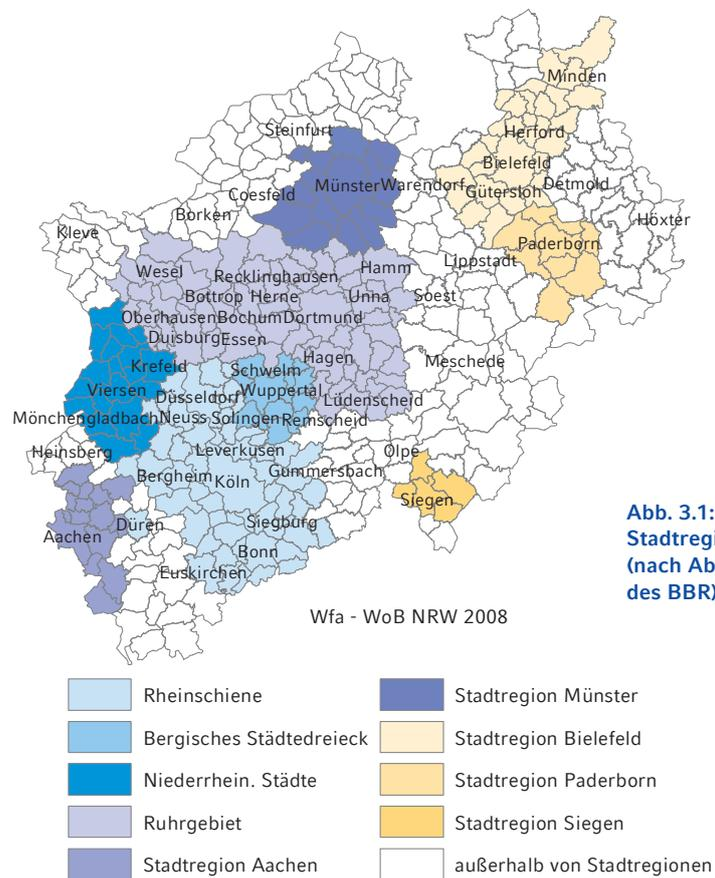 Minden
Steinfurt
Herford
Bielefeld
Münster
Warendorf
Gütersloh
Detmold
Coesfeld
Borken
Höxter
Kleve
Paderborn
Lippstadt
Wesel
Recklinghausen
Hamm
Bottrop
Herne
Unna
Soest
Oberhausen
Bochum
Dortmund
Duisburg
Essen
Hagen
Meschede
Krefeld
Schwelm
Viersen
Düsseldorf
Wuppertal
Lüdenscheid
Mönchengladbach
Neuss
Solingen
Remscheid
Heinsberg
Leverkusen
Olpe
Bergheim
Köln
Gummersbach
Siegen
Düren
Siegburg
Aachen
Bonn
Euskirchen
Abb. 3.1:
Stadtregi
(nach Ab
des BBR)
Wfa - WoB NRW 2008
Rheinschiene
Bergisches Städtedreieck
Niederrhein. Städte
Ruhrgebiet
Stadtregion Aachen
Stadtregion Münster
Stadtregion Bielefeld
Stadtregion Paderborn
Stadtregion Siegen
außerhalb von Stadtregionen